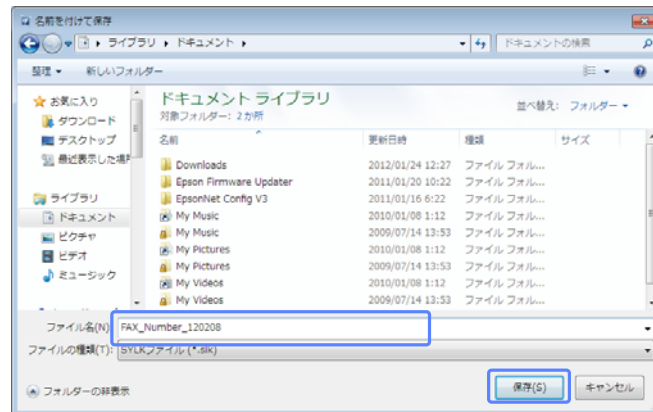 名前を付けて保存
ライブラリ ▸ ドキュメント ▸
ドキュメントの検索
整理 ▼ 新しいフォルダー
お気に入り
ダウンロード
デスクトップ
最近表示した場所
ライブラリ
ドキュメント
ピクチャ
ビデオ
ミュージック
ドキュメント ライブラリ
対象フォルダー: 2か所
並べ替え: フォルダー ▼
名前 更新日時 種類 サイズ
Downloads 2012/01/24 12:27 ファイル フォル...
Epson Firmware Updater 2011/01/20 10:22 ファイル フォル...
EpsonNet Config V3 2011/01/16 6:22 ファイル フォル...
My Music 2010/01/08 1:12 ファイル フォル...
My Music 2009/07/14 13:53 ファイル フォル...
My Pictures 2010/01/08 1:12 ファイル フォル...
My Pictures 2009/07/14 13:53 ファイル フォル...
My Videos 2010/01/08 1:12 ファイル フォル...
My Videos 2009/07/14 13:53 ファイル フォル...
ファイル名(N): FAX_Number_120208
ファイルの種類(T): SYLKファイル (*.slk)
フォルダーの非表示
保存(S) キャンセル